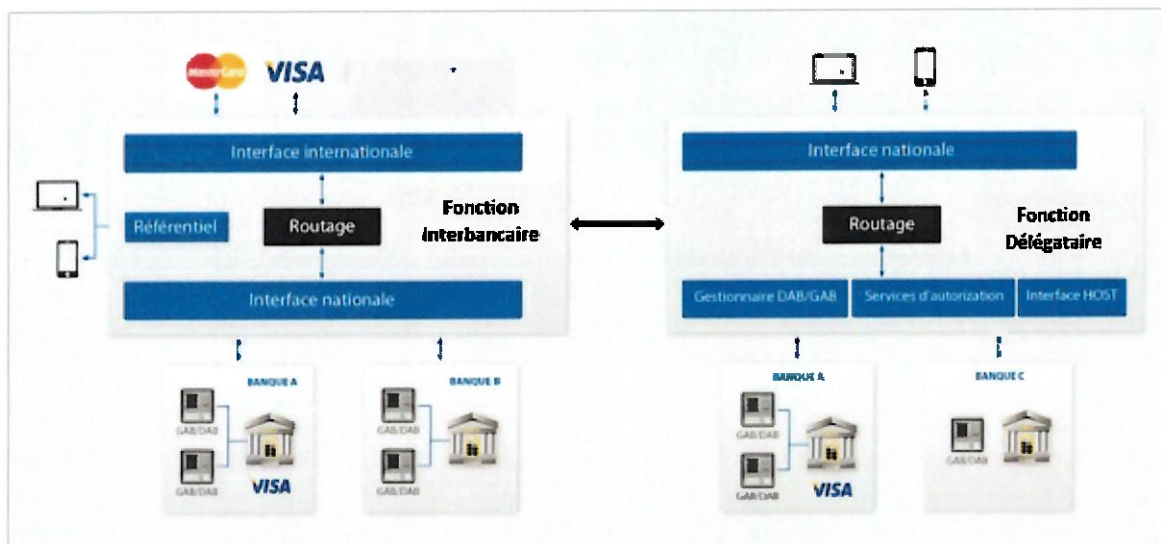 MasterCard VISA
Interface internationale
Référentiel
Routage
Fonction
Interbancaire
Interface nationale
BANQUE A
GAB/DAB
GAB/DAB
VISA
BANQUE B
GAB/DAB
GAB/DAB
Interface nationale
Routage
Fonction
Délégataire
Gestionnaire DAB/GAB
Services d'autorization
Interface HOST
BANQUE A
GAB/DAB
GAB/DAB
VISA
BANQUE C
GAB/DAB